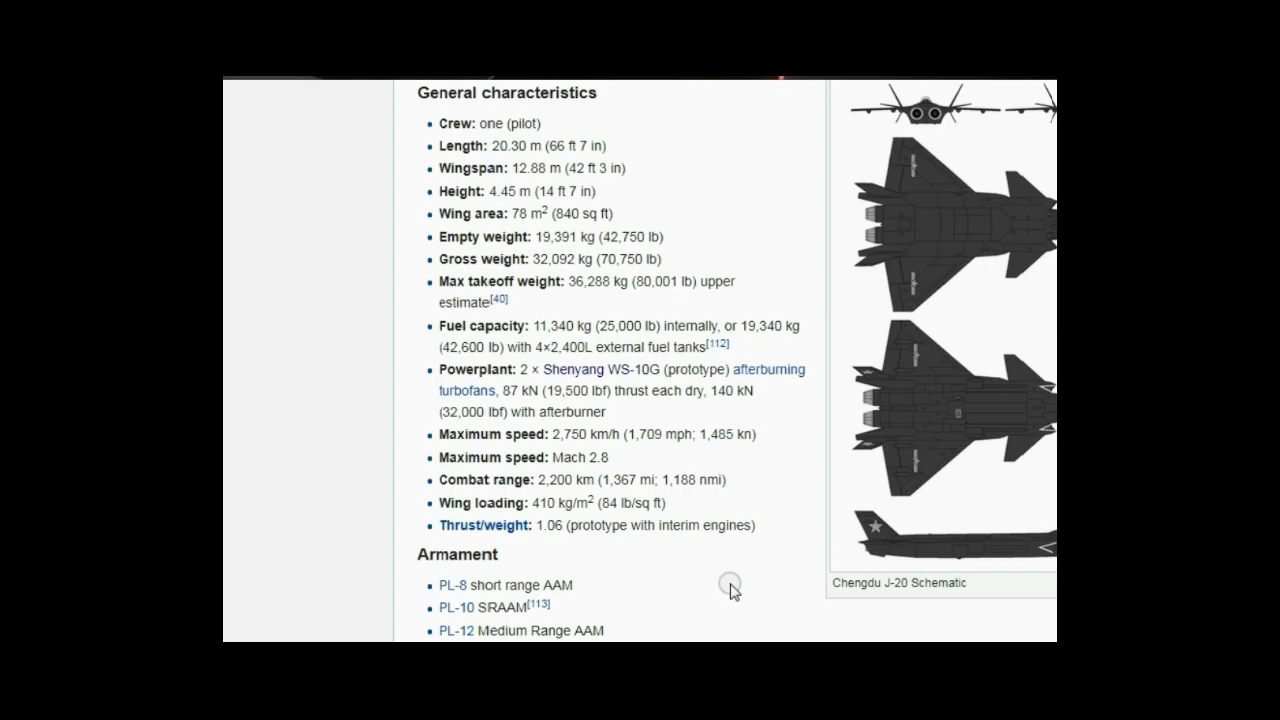 General characteristics
Crew: one (pilot)
Length: 20.30 m (66 ft 7 in)
Wingspan: 12.88 m (42 ft 3 in)
Height: 4.45 m (14 ft 7 in)
Wing area: 78 m2 (840 sq ft)
Empty weight: 19,391 kg (42,750 lb)
Gross weight: 32,092 kg (70,750 lb)
Max takeoff weight: 36,288 kg (80,001 lb) upper
estimate[40]
Fuel capacity: 11,340 kg (25,000 lb) internally, or 19,340 kg
(42,600 lb) with 4×2,400L external fuel tanks[112]
Powerplant: 2 × Shenyang WS-10G (prototype) afterburning
turbofans, 87 kN (19,500 lbf) thrust each dry, 140 kN
(32,000 lbf) with afterburner
Maximum speed: 2,750 km/h (1,709 mph; 1,485 kn)
Maximum speed: Mach 2.8
Combat range: 2,200 km (1,367 mi; 1,188 nmi)
Wing loading: 410 kg/m2 (84 lb/sq ft)
Thrust/weight: 1.06 (prototype with interim engines)
Armament
PL-8 short range AAM
PL-10 SRAAM[113]
PL-12 Medium Range AAM
Chengdu J-20 Schematic